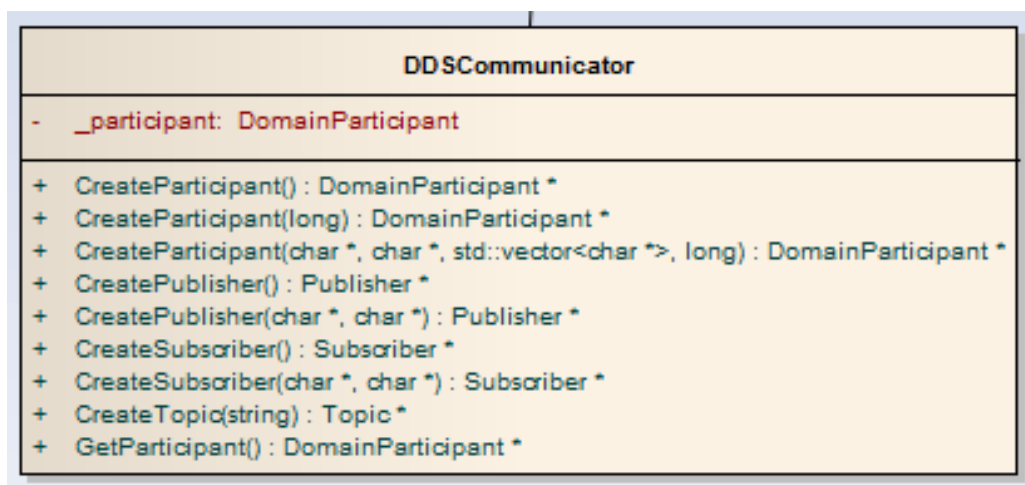 DDSCommunicator
- _participant: DomainParticipant
+ CreateParticipant() : DomainParticipant *
+ CreateParticipant(long) : DomainParticipant *
+ CreateParticipant(char *, char *, std::vector<char *>, long) : DomainParticipant *
+ CreatePublisher() : Publisher *
+ CreatePublisher(char *, char *) : Publisher *
+ CreateSubscriber() : Subscriber *
+ CreateSubscriber(char *, char *) : Subscriber *
+ CreateTopic(string) : Topic *
+ GetParticipant() : DomainParticipant *